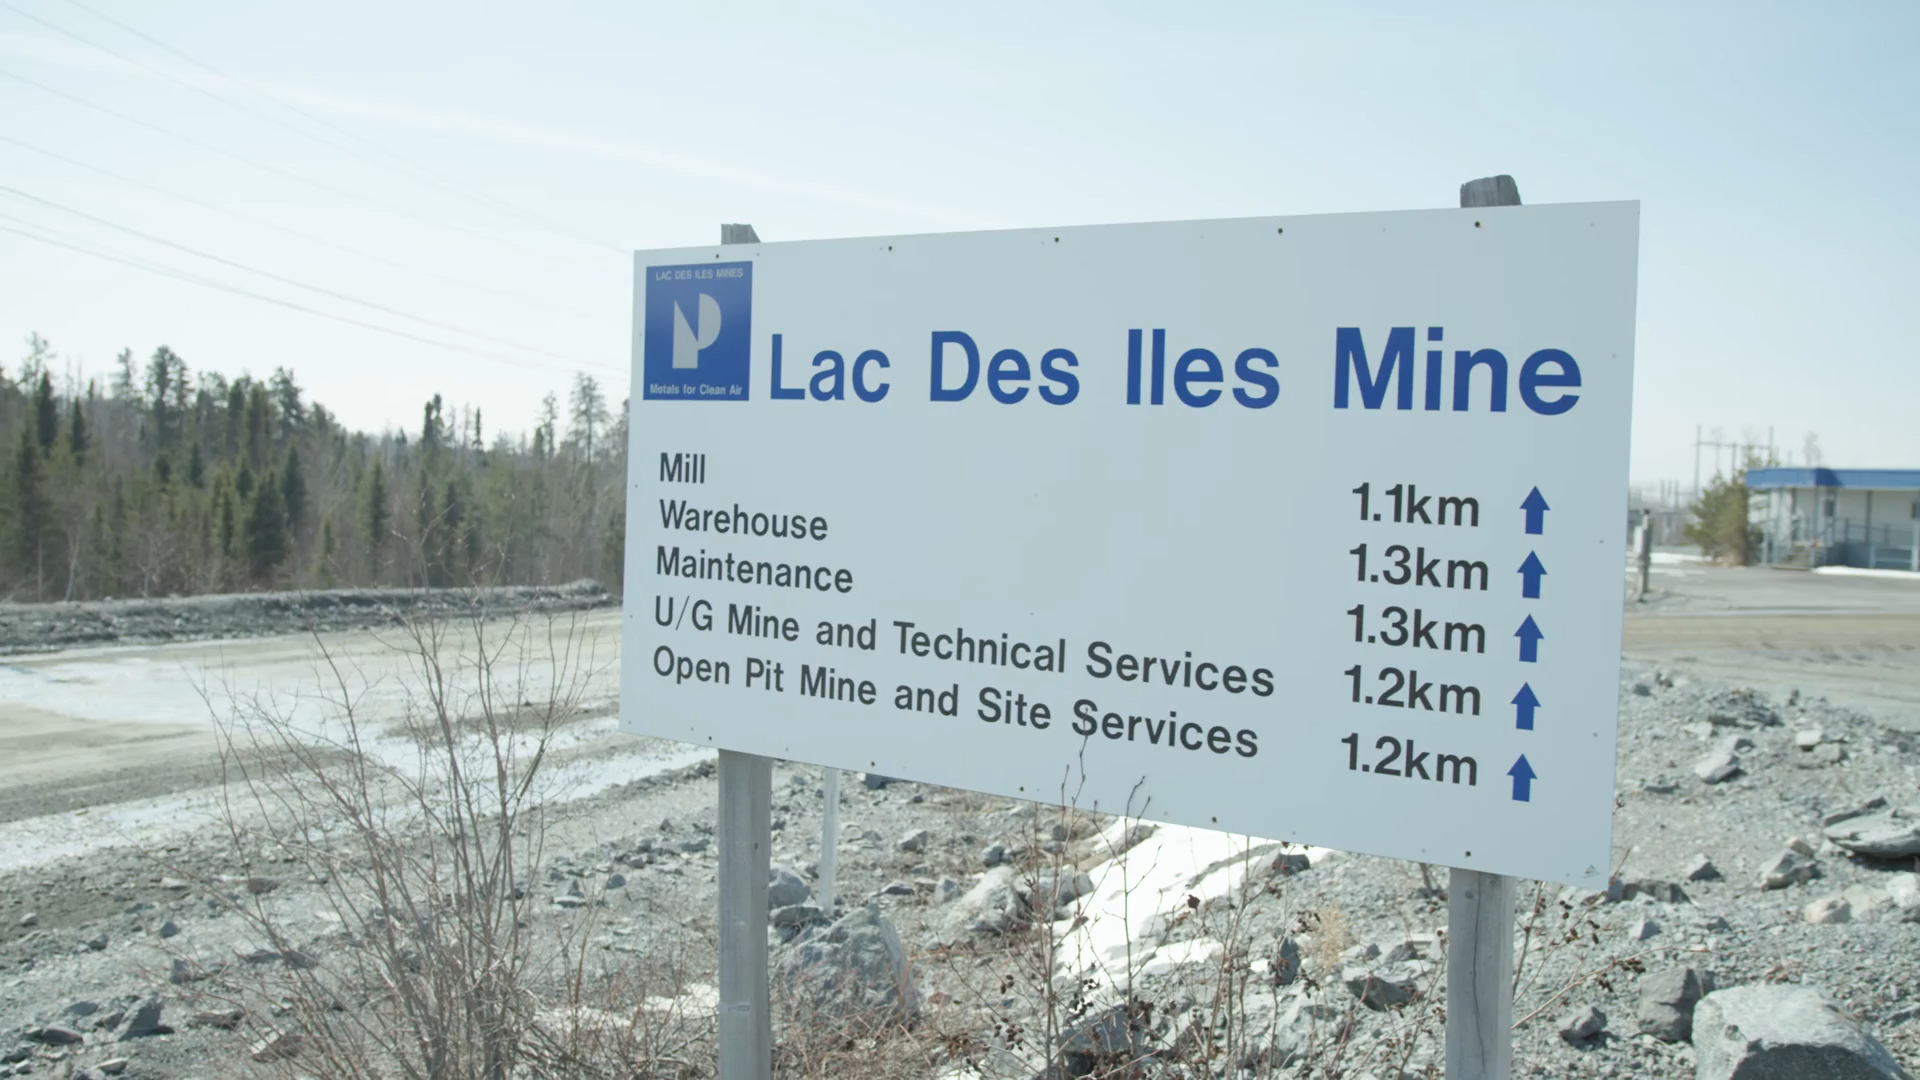 LAC DES ILES MINES
NP
Metals for Clean Air
Lac Des Iles Mine
Mill 1.1km
Warehouse 1.3km
Maintenance 1.3km
U/G Mine and Technical Services 1.2km
Open Pit Mine and Site Services 1.2km